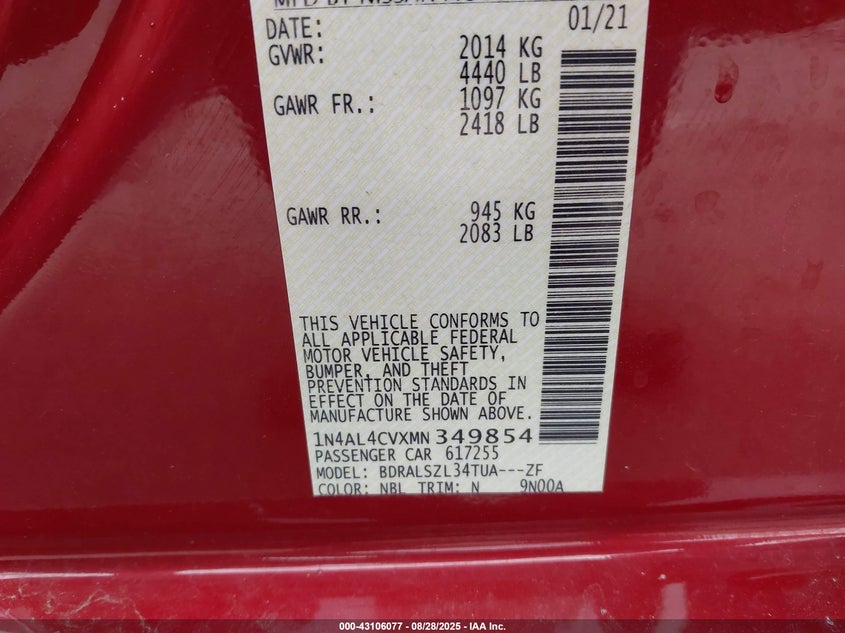 MFD BY NISSAN
DATE: 01/21
GVWR: 2014 KG
4440 LB
GAWR FR.: 1097 KG
2418 LB
GAWR RR.: 945 KG
2083 LB
THIS VEHICLE CONFORMS TO
ALL APPLICABLE FEDERAL
MOTOR VEHICLE SAFETY,
BUMPER, AND THEFT
PREVENTION STANDARDS IN
EFFECT ON THE DATE OF
MANUFACTURE SHOWN ABOVE.
1N4AL4CVXMN349854
PASSENGER CAR 617255
MODEL: BDRALSZL34TUA---ZF
COLOR: NBL TRIM: N 9N00A
000-43106077 - 08/28/2025 - IAA Inc.